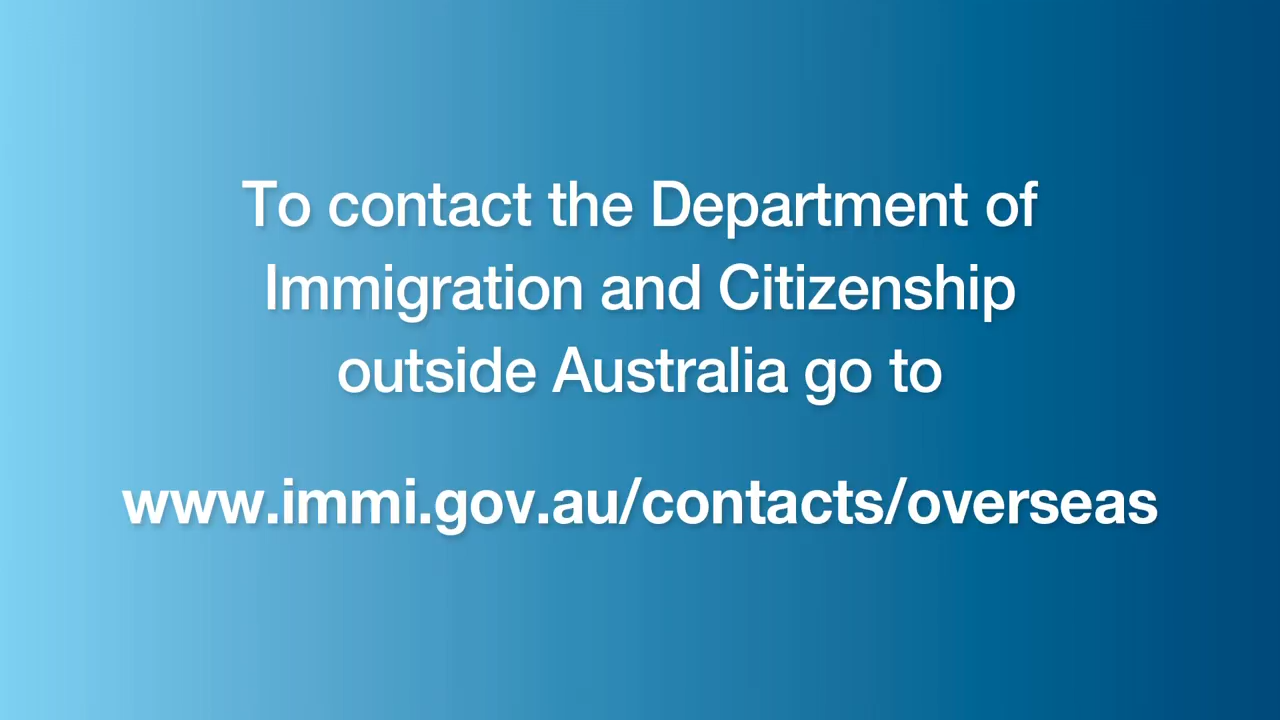 To contact the Department of
Immigration and Citizenship
outside Australia go to
www.immi.gov.au/contacts/overseas